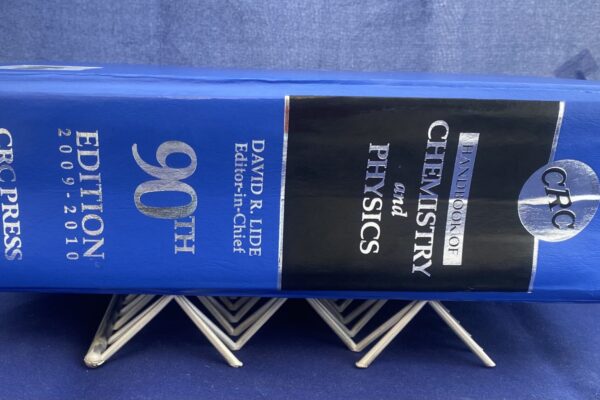 CRC
HANDBOOK OF
CHEMISTRY
and
PHYSICS
DAVID R. LIDE
Editor-in-Chief
90TH
EDITION
2009-2010
CRC PRESS